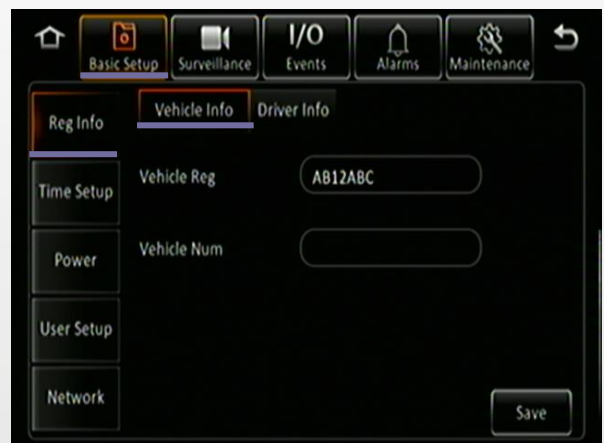 I/O
Basic Setup Surveillance Events Alarms Maintenance
Reg Info
Vehicle Info Driver Info
Vehicle Reg AB12ABC
Time Setup
Vehicle Num
Power
User Setup
Network
Save